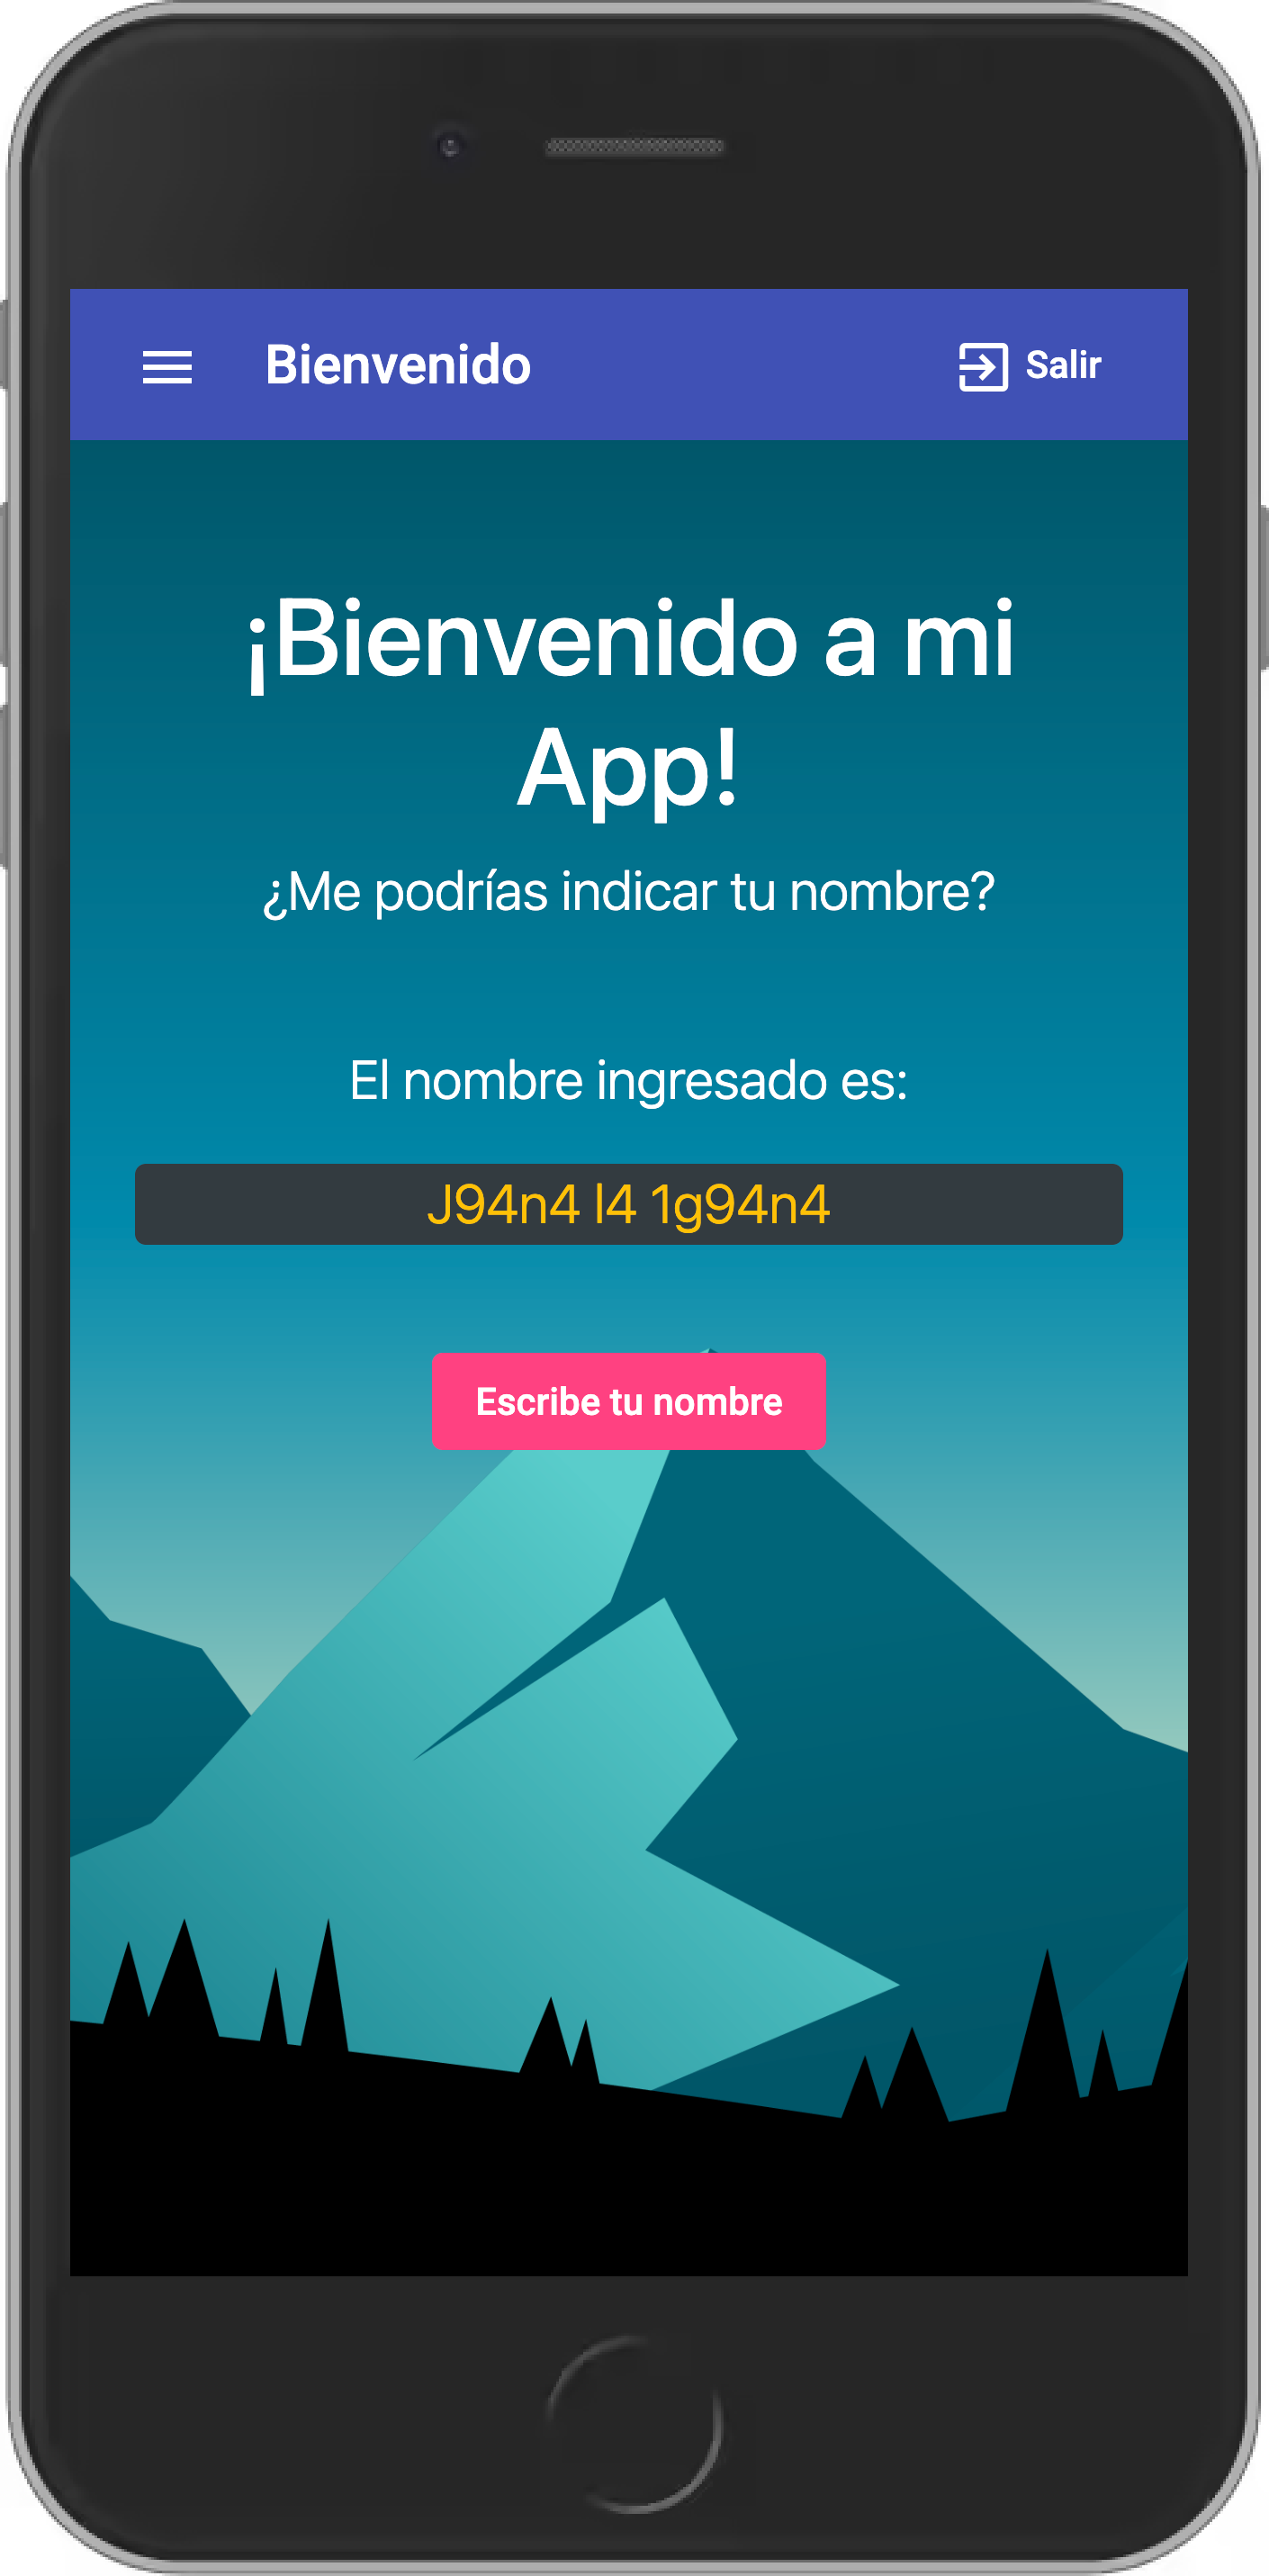 Bienvenido
Salir
¡Bienvenido a mi
App!
¿Me podrías indicar tu nombre?
El nombre ingresado es:
J94n4 l4 1g94n4
Escribe tu nombre